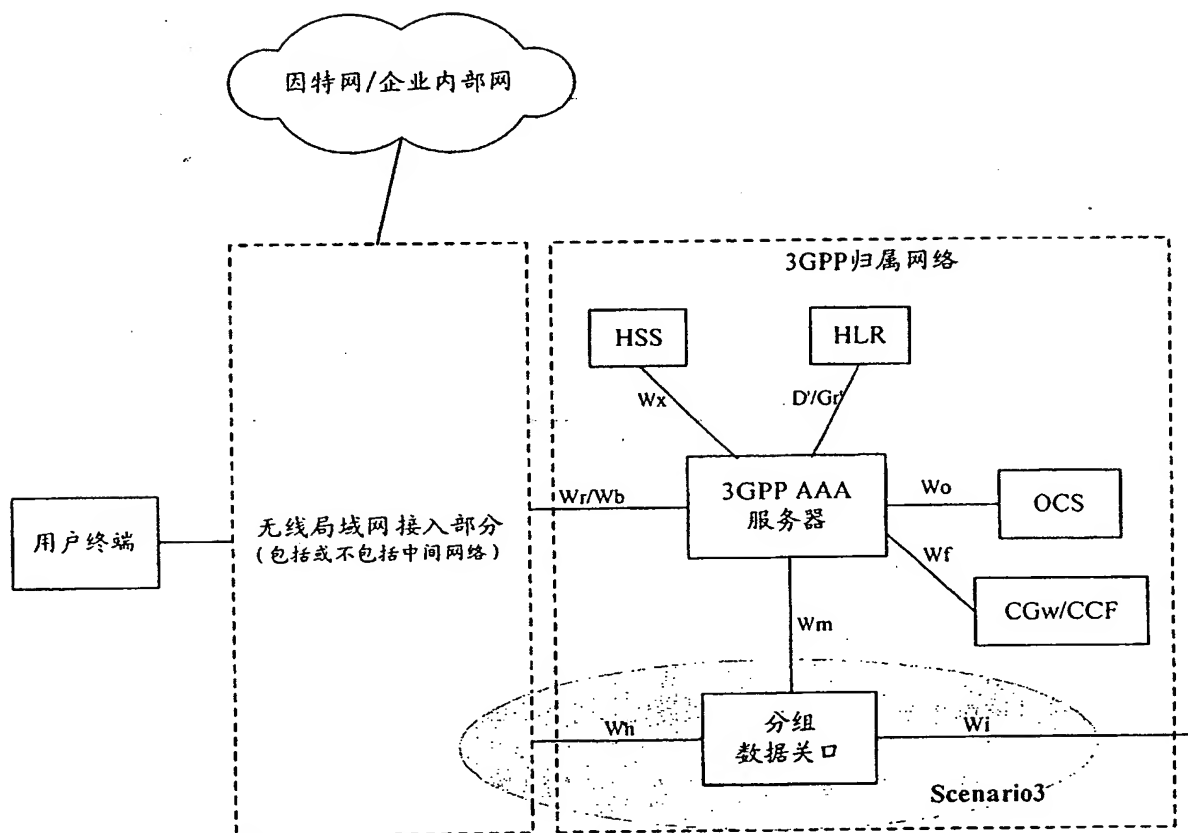 因特网/企业内部网
3GPP归属网络
HSS
HLR
Wx
D'/Gr'
Wr/Wb
3GPP AAA
服务器
Wo
OCS
用户终端
无线局域网接入部分
(包括或不包括中间网络)
Wf
CGw/CCF
Wm
Wn
分组
数据关口
Wi
Scenario3